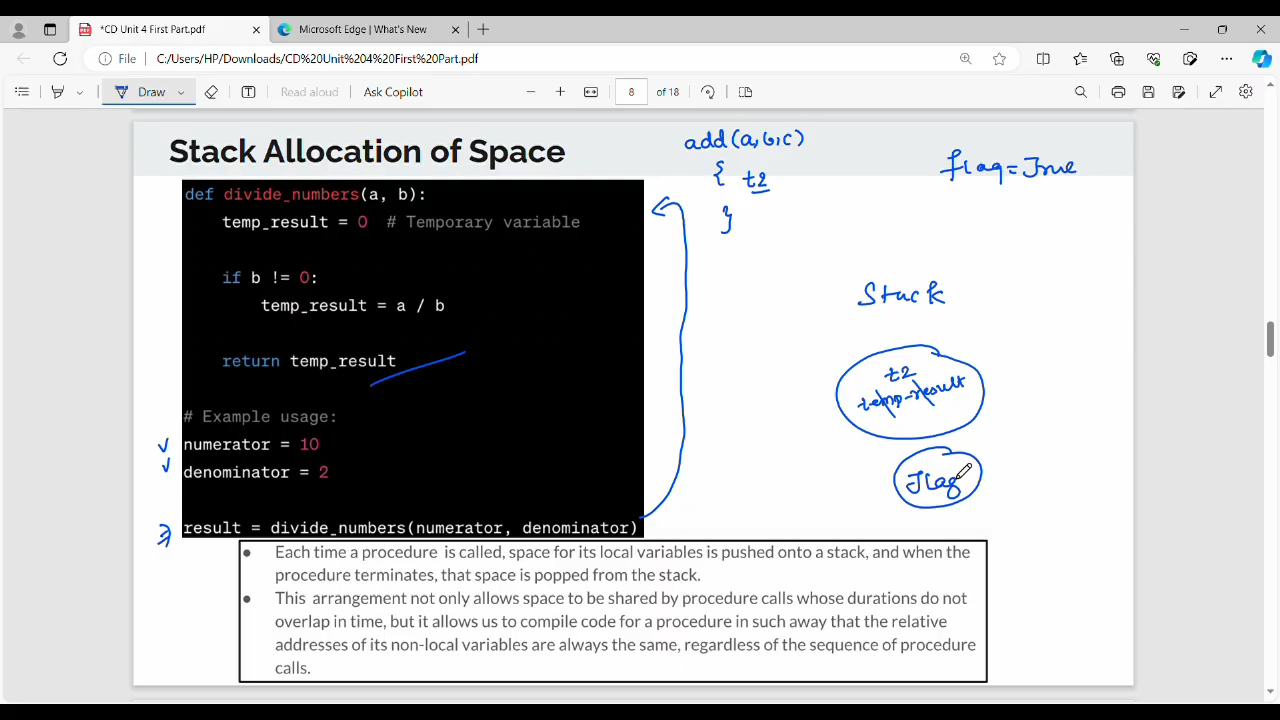 *CD Unit 4 First Part.pdf
Microsoft Edge | What's New
File
C:/Users/HP/Downloads/CD%20Unit%204%20First%20Part.pdf
Draw
Read aloud
Ask Copilot
8 of 18
Stack Allocation of Space
add(a,b,c)
{ t2
}
flag=True
def divide_numbers(a, b):
temp_result = 0 # Temporary variable
if b != 0:
temp_result = a / b
return temp_result
# Example usage:
numerator = 10
denominator = 2
result = divide_numbers(numerator, denominator)
Stack
t2
temp-result
Flag
Each time a procedure is called, space for its local variables is pushed onto a stack, and when the
procedure terminates, that space is popped from the stack.
This arrangement not only allows space to be shared by procedure calls whose durations do not
overlap in time, but it allows us to compile code for a procedure in such away that the relative
addresses of its non-local variables are always the same, regardless of the sequence of procedure
calls.